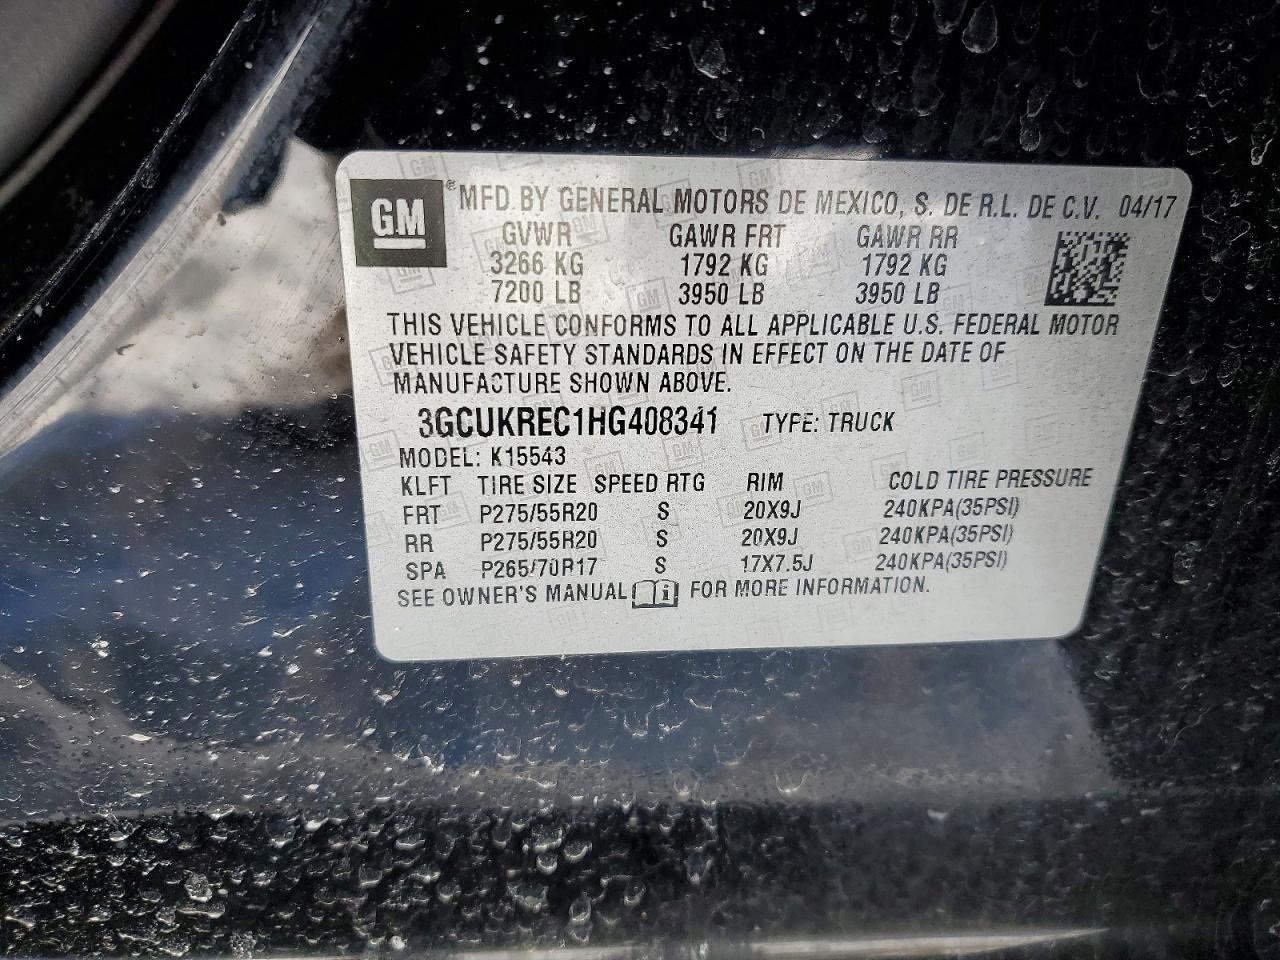 GM ® MFD BY GENERAL MOTORS DE MEXICO, S. DE R.L. DE C.V. 04/17
GVWR GAWR FRT GAWR RR
3266 KG 1792 KG 1792 KG
7200 LB 3950 LB 3950 LB
THIS VEHICLE CONFORMS TO ALL APPLICABLE U.S. FEDERAL MOTOR
VEHICLE SAFETY STANDARDS IN EFFECT ON THE DATE OF
MANUFACTURE SHOWN ABOVE.
3GCUKREC1HG408341 TYPE: TRUCK
MODEL: K15543
KLFT TIRE SIZE SPEED RTG RIM COLD TIRE PRESSURE
FRT P275/55R20 S 20X9J 240KPA(35PSI)
RR P275/55R20 S 20X9J 240KPA(35PSI)
SPA P265/70R17 S 17X7.5J 240KPA(35PSI)
SEE OWNER'S MANUAL i FOR MORE INFORMATION.